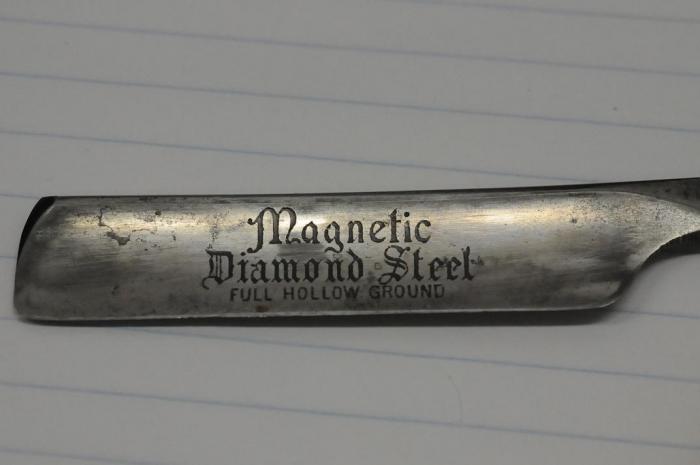 Magnetic
Diamond Steel
FULL HOLLOW GROUND